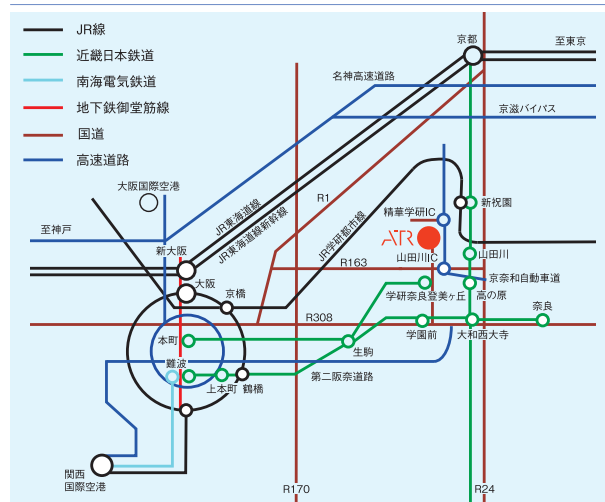 JR線
近畿日本鉄道
南海電気鉄道
地下鉄御堂筋線
国道
高速道路
京都
至東京
名神高速道路
京滋バイパス
大阪国際空港
R1
JR東海道線
JR東海道線新幹線
JR学研都市線
新祝園
精華学研IC
至神戸
新大阪
ATR
山田川
山田川IC
R163
京奈和自動車道
大阪
京橋
学研奈良登美ヶ丘
高の原
奈良
R308
本町
生駒
学園前
大和西大寺
難波
上本町
鶴橋
第二阪奈道路
関西
国際空港
R170
R24